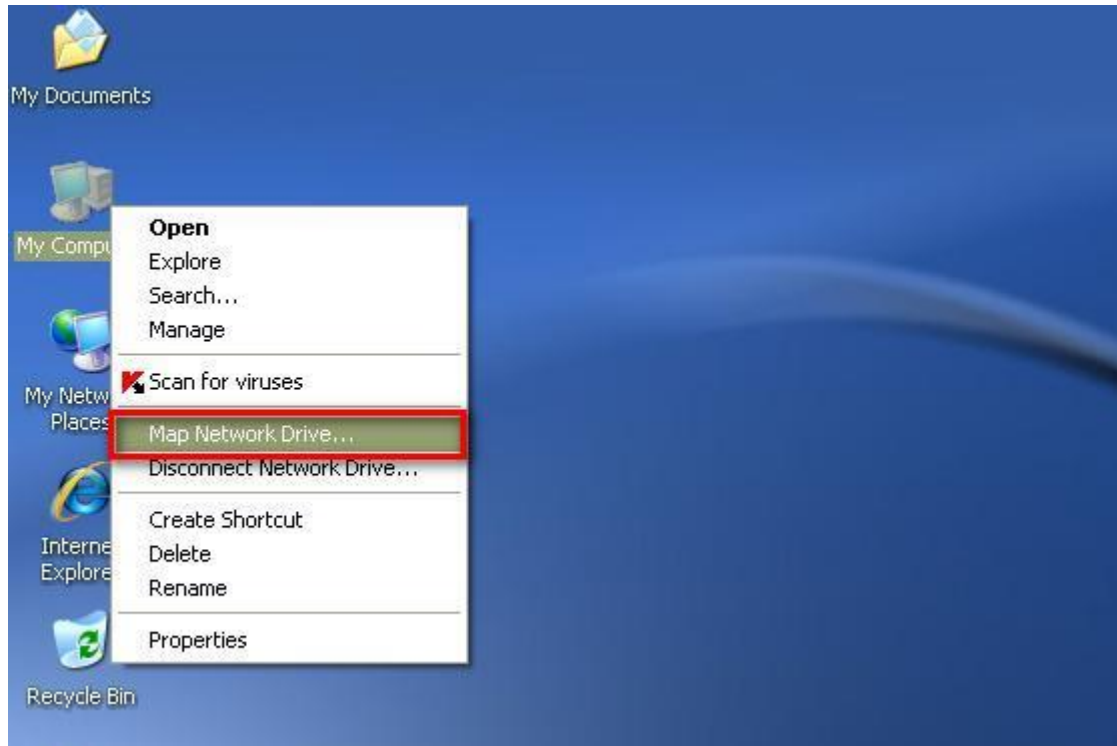 My Documents
My Compu
My Netw
Places
Interne
Explore
Recycle Bin
Open
Explore
Search...
Manage
Scan for viruses
Map Network Drive...
Disconnect Network Drive...
Create Shortcut
Delete
Rename
Properties